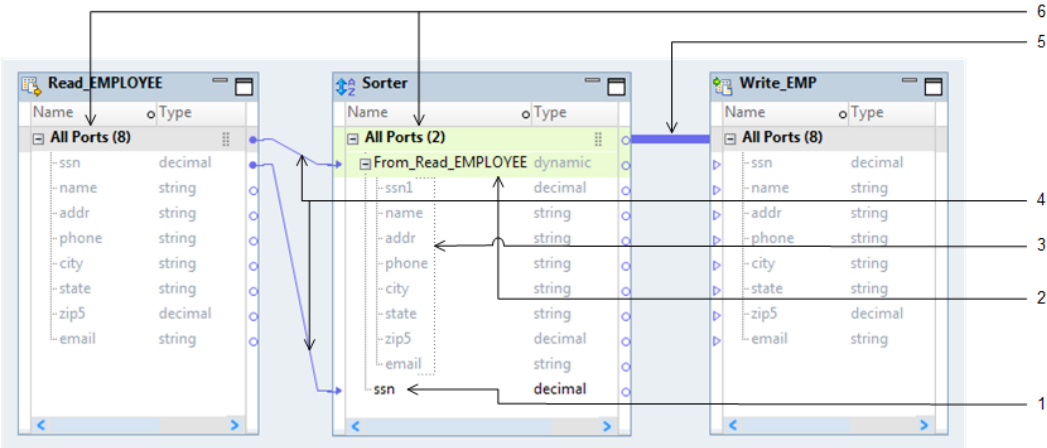 6
5
Read_EMPLOYEE
Name Type
All Ports (8)
ssn decimal
name string
addr string
phone string
city string
state string
zip5 decimal
email string
Sorter
Name Type
All Ports (2)
From_Read_EMPLOYEE dynamic
ssn1 decimal
name string
addr string
phone string
city string
state string
zip5 decimal
email string
ssn decimal
Write_EMP
Name Type
All Ports (8)
ssn decimal
name string
addr string
phone string
city string
state string
zip5 decimal
email string
4
3
2
1